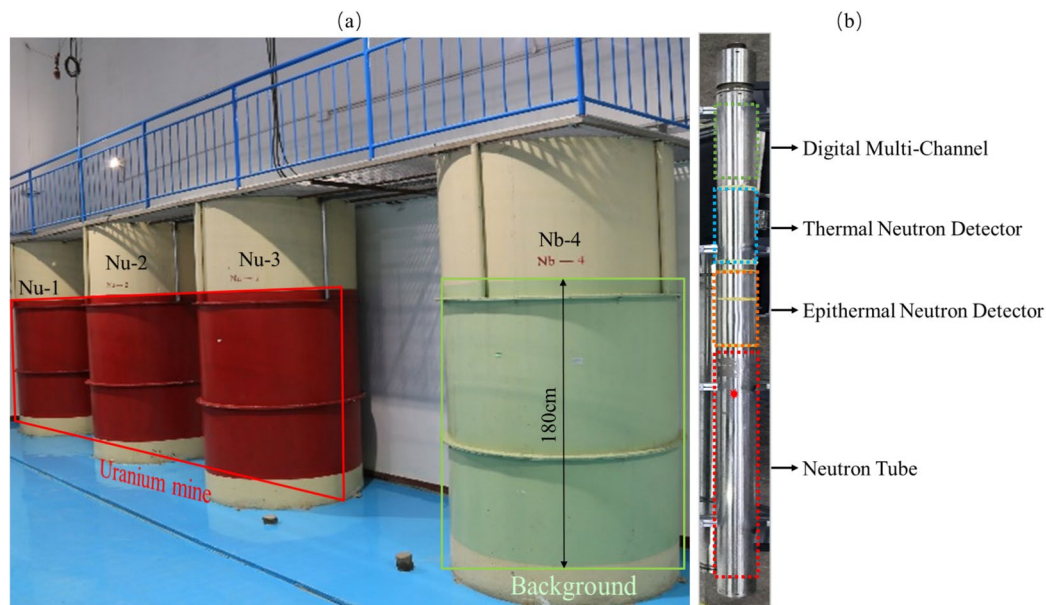 (a)
(b)
Nu-1
Nu-2
Nu-3
Nb-4
Nb — 4
180cm
Uranium mine
Background
Digital Multi-Channel
Thermal Neutron Detector
Epithermal Neutron Detector
Neutron Tube